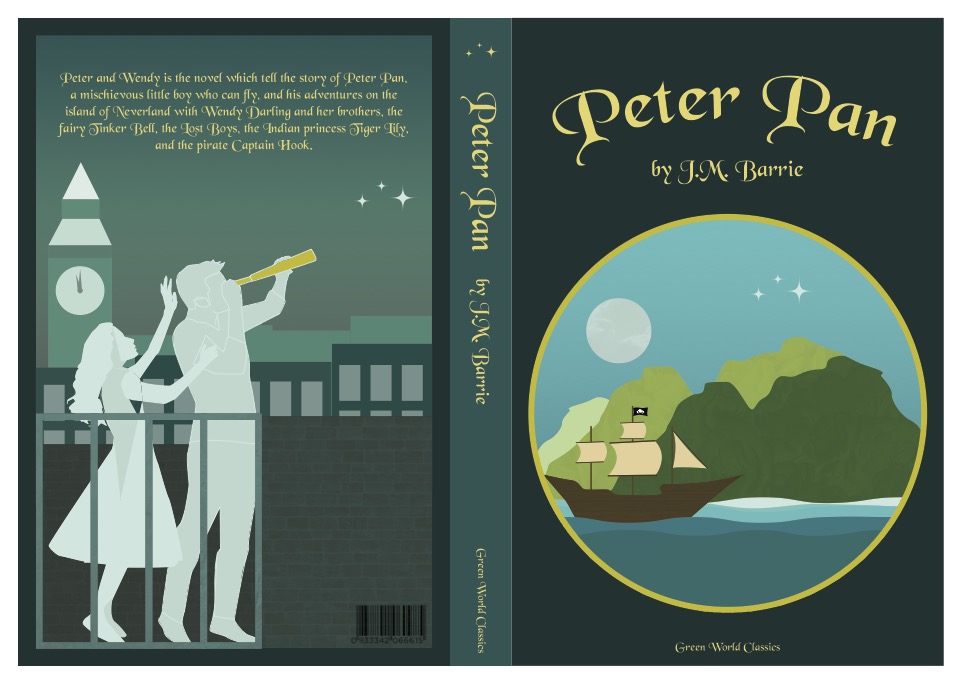 Peter and Wendy is the novel which tell the story of Peter Pan,
a mischievous little boy who can fly, and his adventures on the
island of Neverland with Wendy Darling and her brothers, the
fairy Tinker Bell, the Lost Boys, the Indian princess Tiger Lily,
and the pirate Captain Hook.
Peter Pan
by J.M. Barrie
Green World Classics
Peter Pan
by J.M. Barrie
Green World Classics